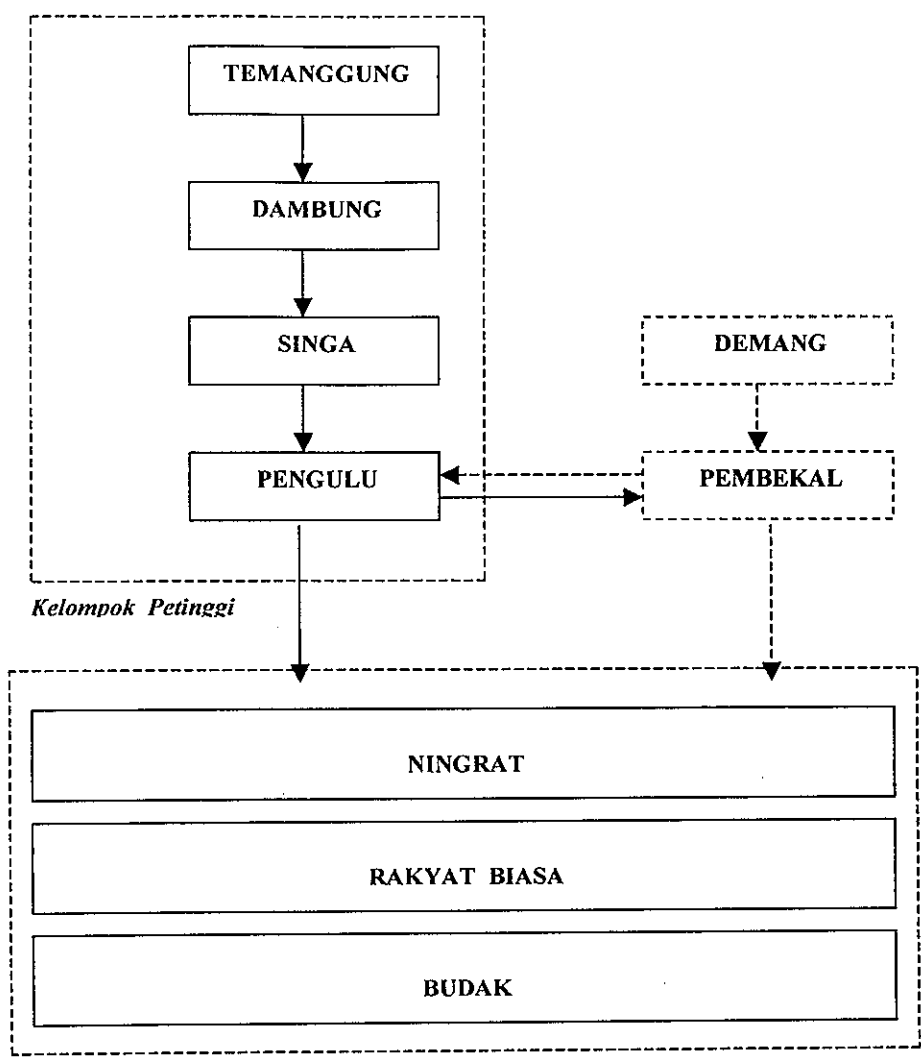 TEMANGGUNG
DAMBUNG
SINGA
DEMANG
PENGULU
PEMBEKAL
Kelompok Petinggi
NINGRAT
RAKYAT BIASA
BUDAK